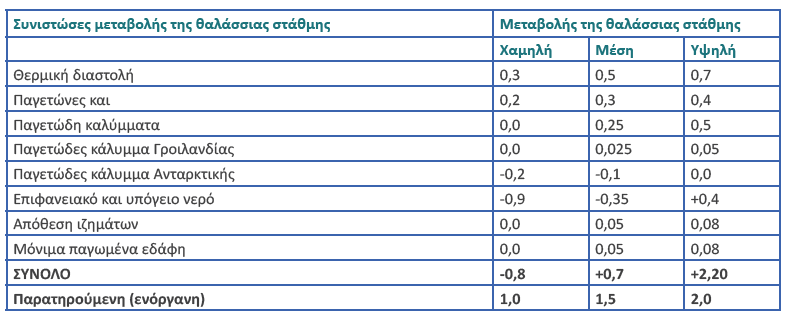 Συνιστώσες μεταβολής της θαλάσσιας στάθμης Μεταβολής της θαλάσσιας στάθμης
Χαμηλή Μέση Υψηλή
Θερμική διαστολή 0,3 0,5 0,7
Παγετώνες και 0,2 0,3 0,4
Παγετώδη καλύμματα 0,0 0,25 0,5
Παγετώδες κάλυμμα Γροιλανδίας 0,0 0,025 0,05
Παγετώδες κάλυμμα Ανταρκτικής -0,2 -0,1 0,0
Επιφανειακό και υπόγειο νερό -0,9 -0,35 +0,4
Απόθεση ιζημάτων 0,0 0,05 0,08
Μόνιμα παγωμένα εδάφη 0,0 0,05 0,08
ΣΥΝΟΛΟ -0,8 +0,7 +2,20
Παρατηρούμενη (ενόργανη) 1,0 1,5 2,0